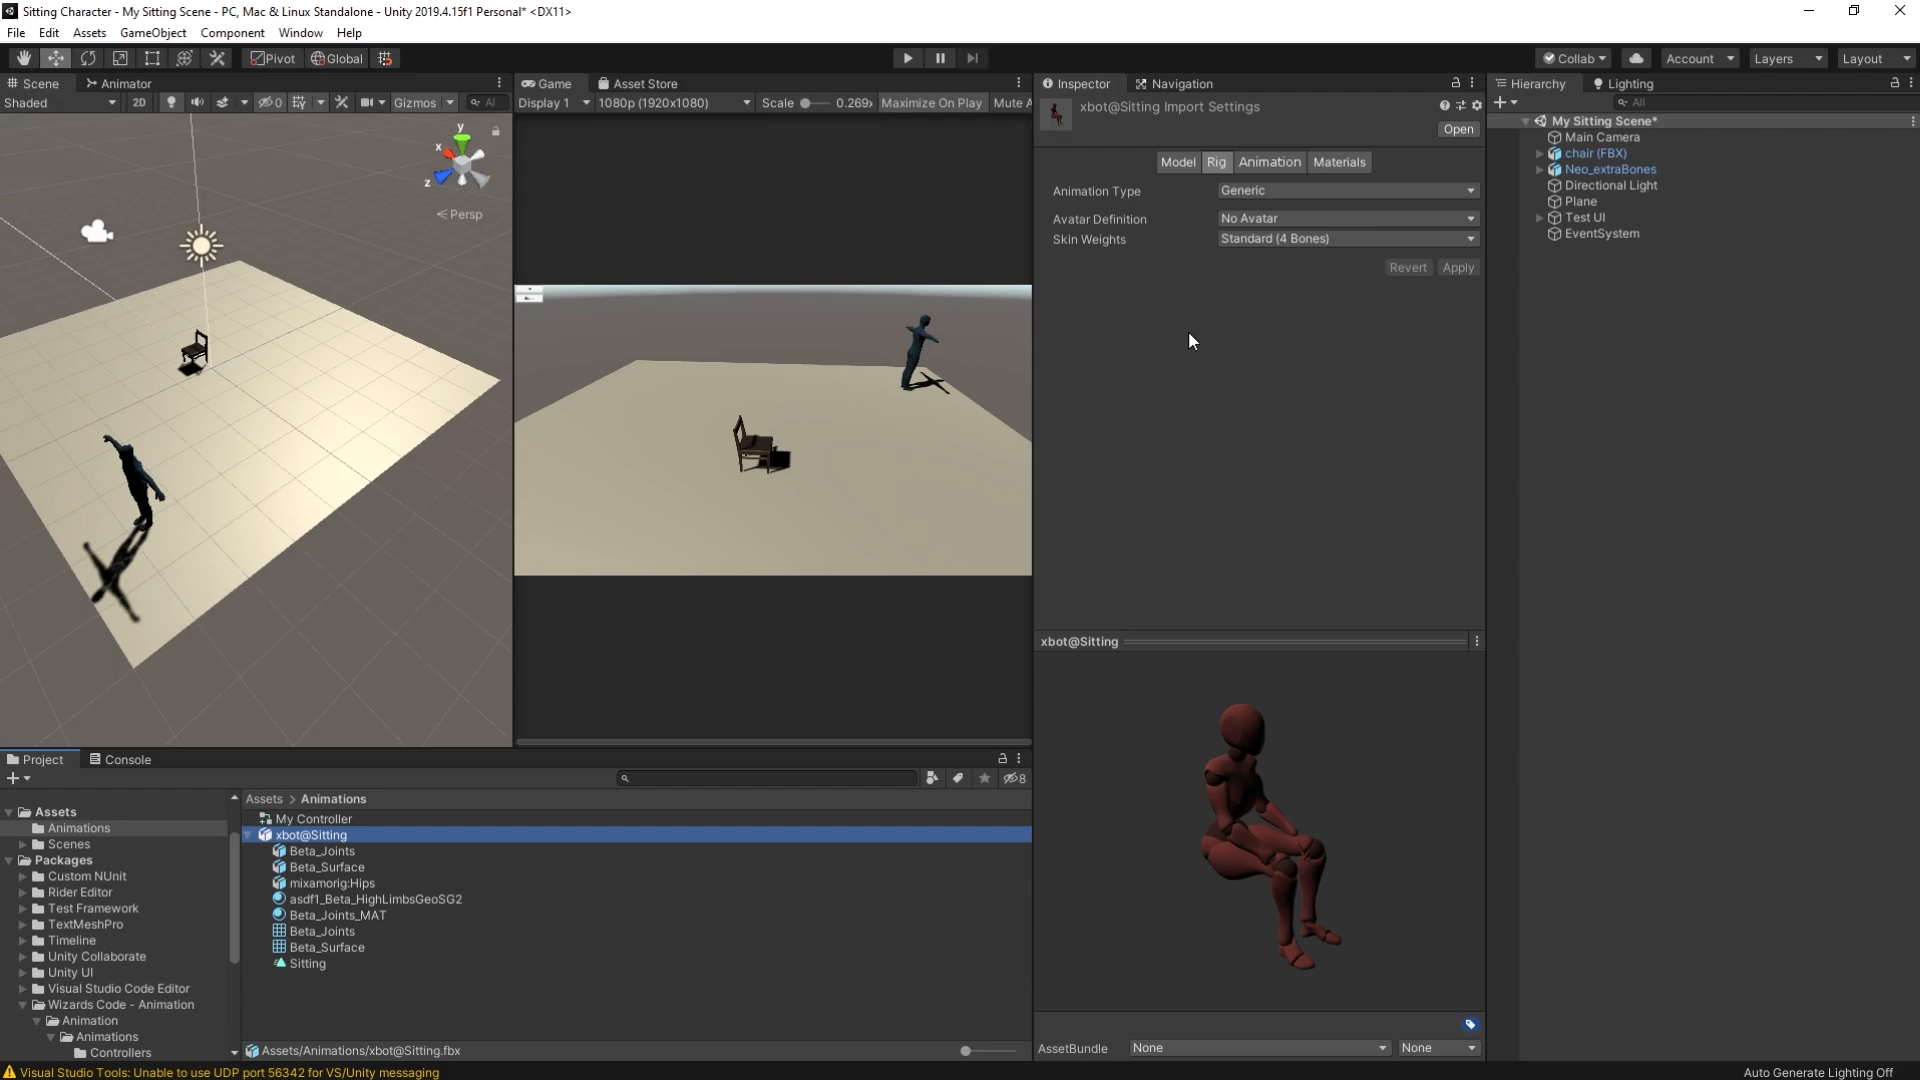 Sitting Character - My Sitting Scene - PC, Mac & Linux Standalone - Unity 2019.4.15f1 Personal* <DX11>
File Edit Assets GameObject Component Window Help
Pivot Global Collab Account Layers Layout
Scene Animator
Shaded 2D 0 Gizmos Al
y
x
z
Persp
Game Asset Store
Display 1 1080p (1920x1080) Scale 0.269x Maximize On Play Mute A
Inspector Navigation
xbot@Sitting Import Settings
Open
Model Rig Animation Materials
Animation Type Generic
Avatar Definition No Avatar
Skin Weights Standard (4 Bones)
Revert Apply
xbot@Sitting
AssetBundle None None
Hierarchy Lighting
All
My Sitting Scene*
Main Camera
chair (FBX)
Neo_extraBones
Directional Light
Plane
Test UI
EventSystem
Project Console
8
Assets
Animations
Scenes
Packages
Custom NUnit
Rider Editor
Test Framework
TextMeshPro
Timeline
Unity Collaborate
Unity UI
Visual Studio Code Editor
Wizards Code - Animation
Animation
Animations
Controllers
Assets > Animations
My Controller
xbot@Sitting
Beta_Joints
Beta_Surface
mixamorig:Hips
asdf1_Beta_HighLimbsGeoSG2
Beta_Joints_MAT
Beta_Joints
Beta_Surface
Sitting
Assets/Animations/xbot@Sitting.fbx
Visual Studio Tools: Unable to use UDP port 56342 for VS/Unity messaging
Auto Generate Lighting Off